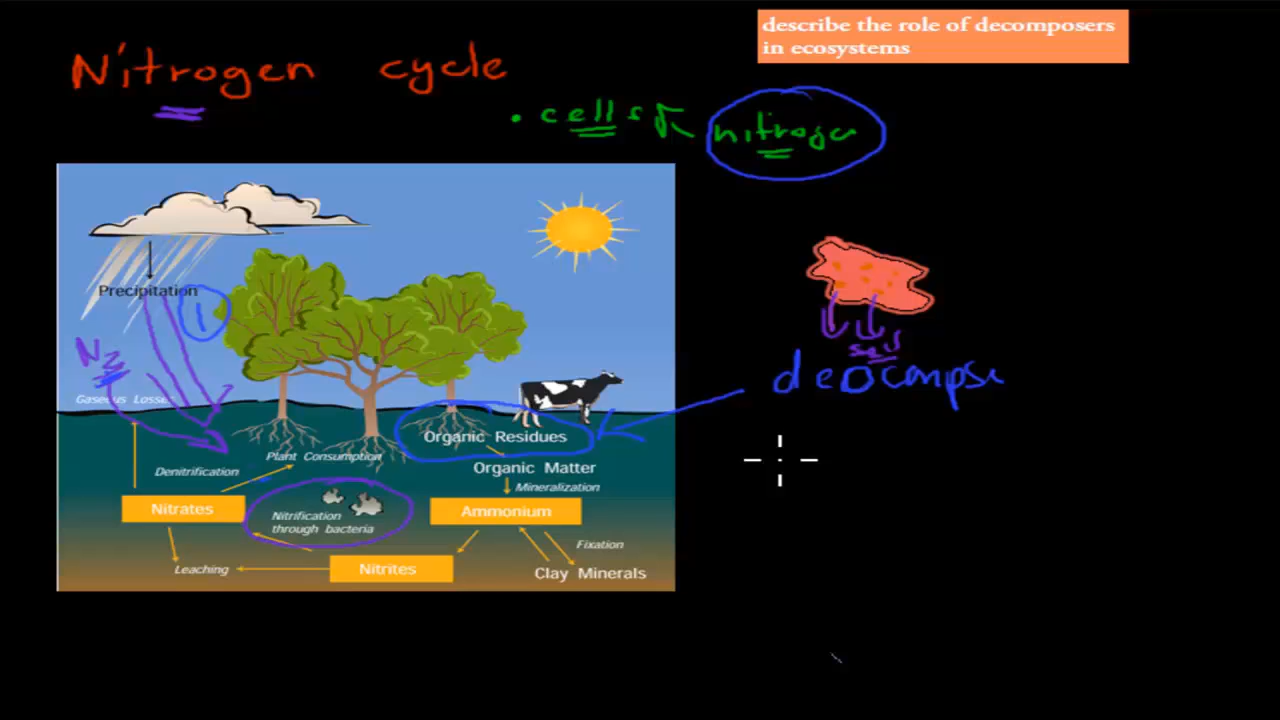 describe the role of decomposers
in ecosystems
Nitrogen cycle
• cells nitrogen
Precipitation
1
N2
Gaseous Losses
decompose
Organic Residues
Plant Consumption
Denitrification
Organic Matter
Mineralization
Nitrates
Nitrification
through bacteria
Ammonium
Fixation
Leaching
Nitrites
Clay Minerals